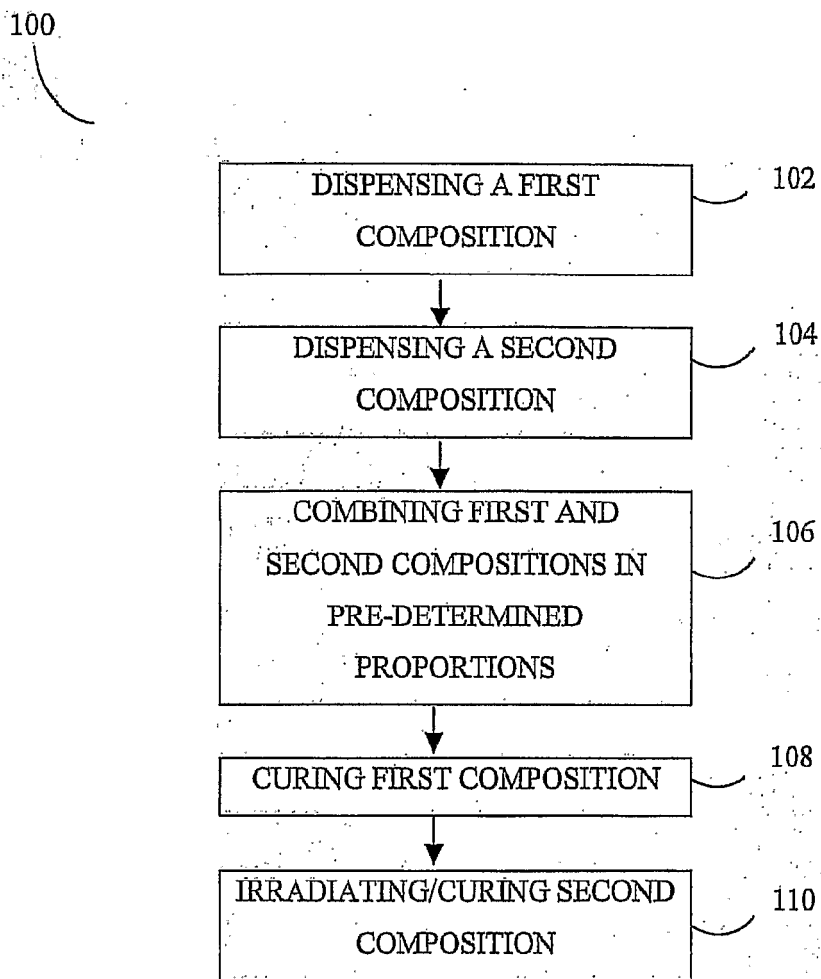 100
DISPENSING A FIRST
COMPOSITION
102
DISPENSING A SECOND
COMPOSITION
104
COMBINING FIRST AND
SECOND COMPOSITIONS IN
PRE-DETERMINED
PROPORTIONS
106
CURING FIRST COMPOSITION
108
IRRADIATING/CURING SECOND
COMPOSITION
110